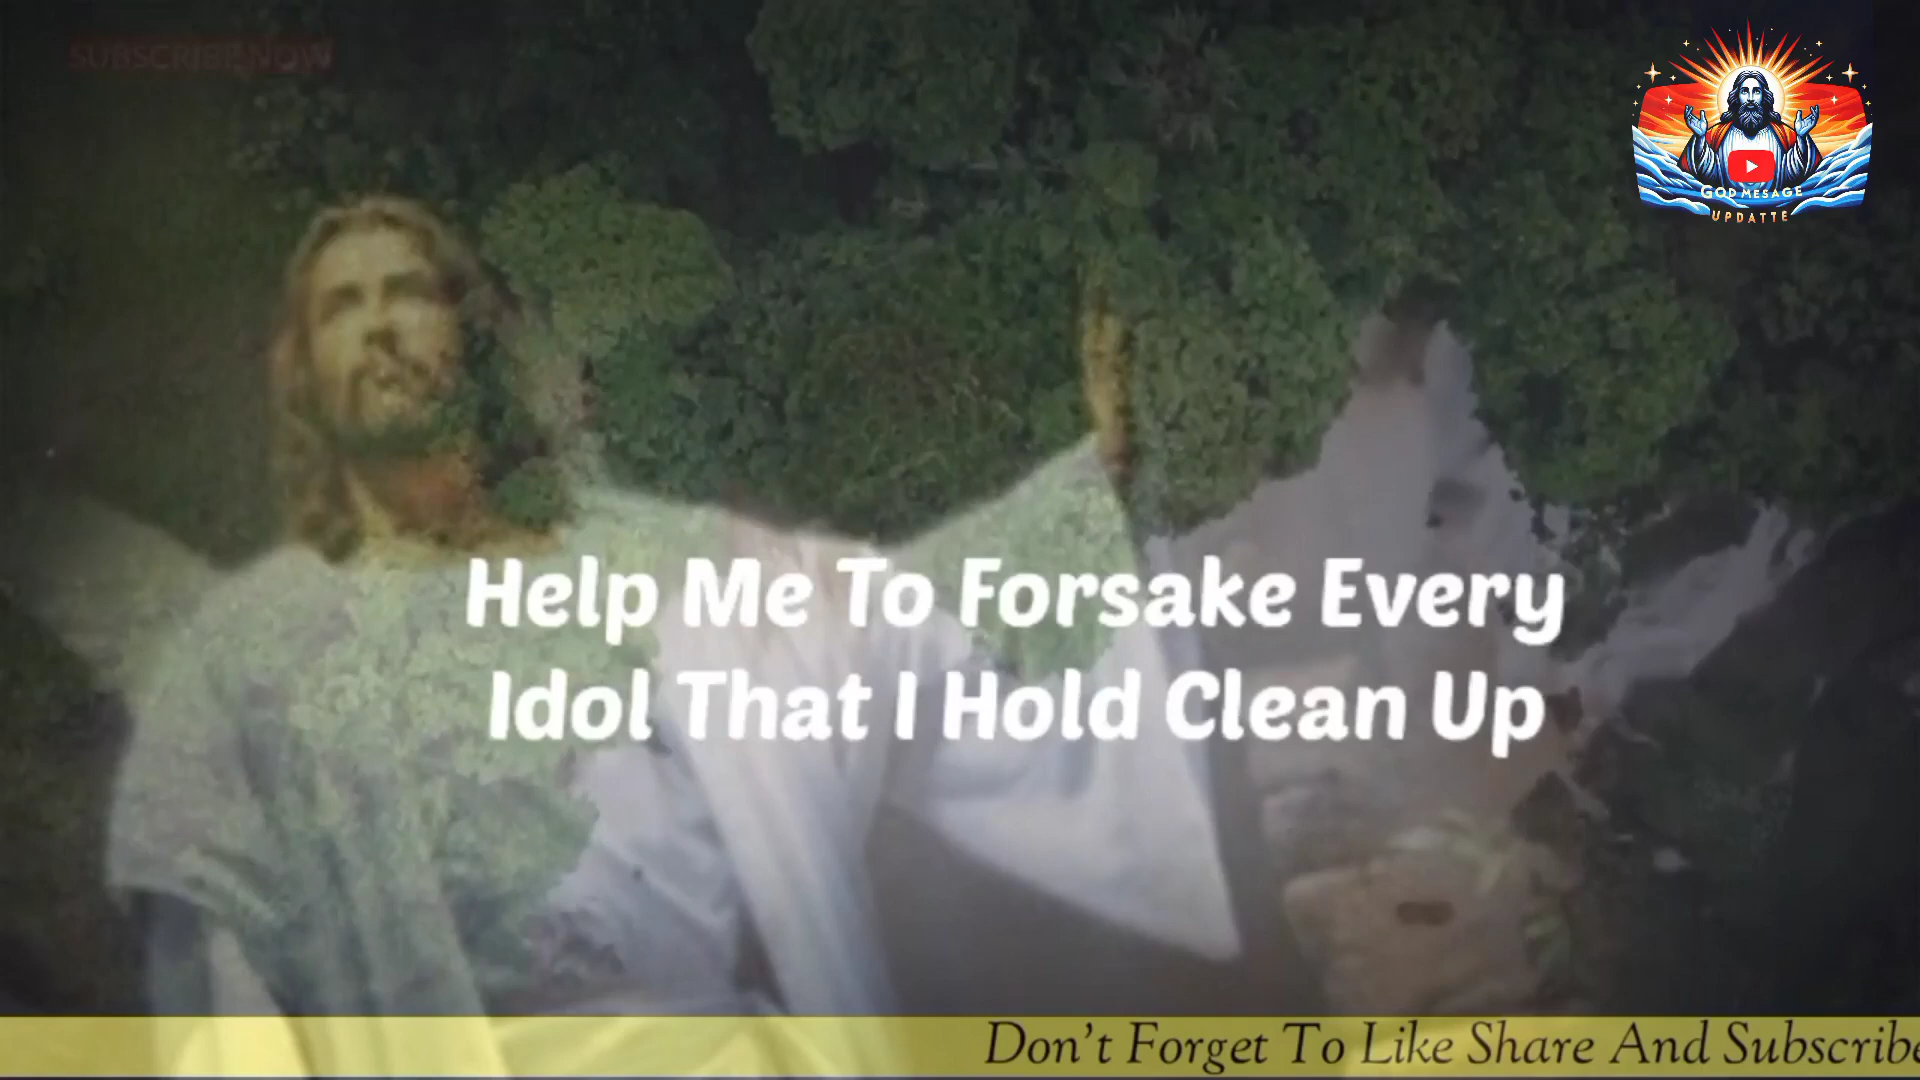 SUBSCRIBE NOW
GOD MESAGE
UPDATTE
Help Me To Forsake Every
Idol That I Hold Clean Up
Don't Forget To Like Share And Subscribe